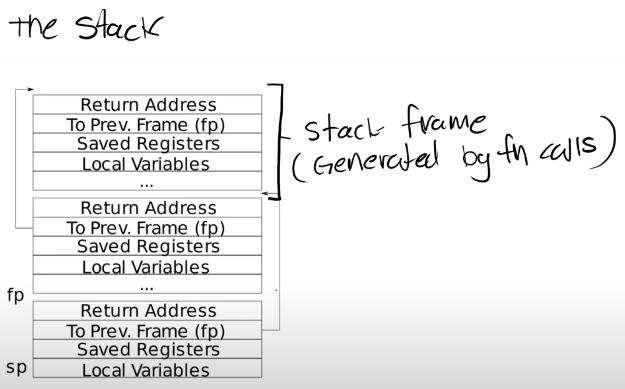 The Stack
Return Address
To Prev. Frame (fp)
Saved Registers
Local Variables
...
stack frame
(Generated by fn calls)
Return Address
To Prev. Frame (fp)
Saved Registers
Local Variables
...
fp
Return Address
To Prev. Frame (fp)
Saved Registers
sp
Local Variables